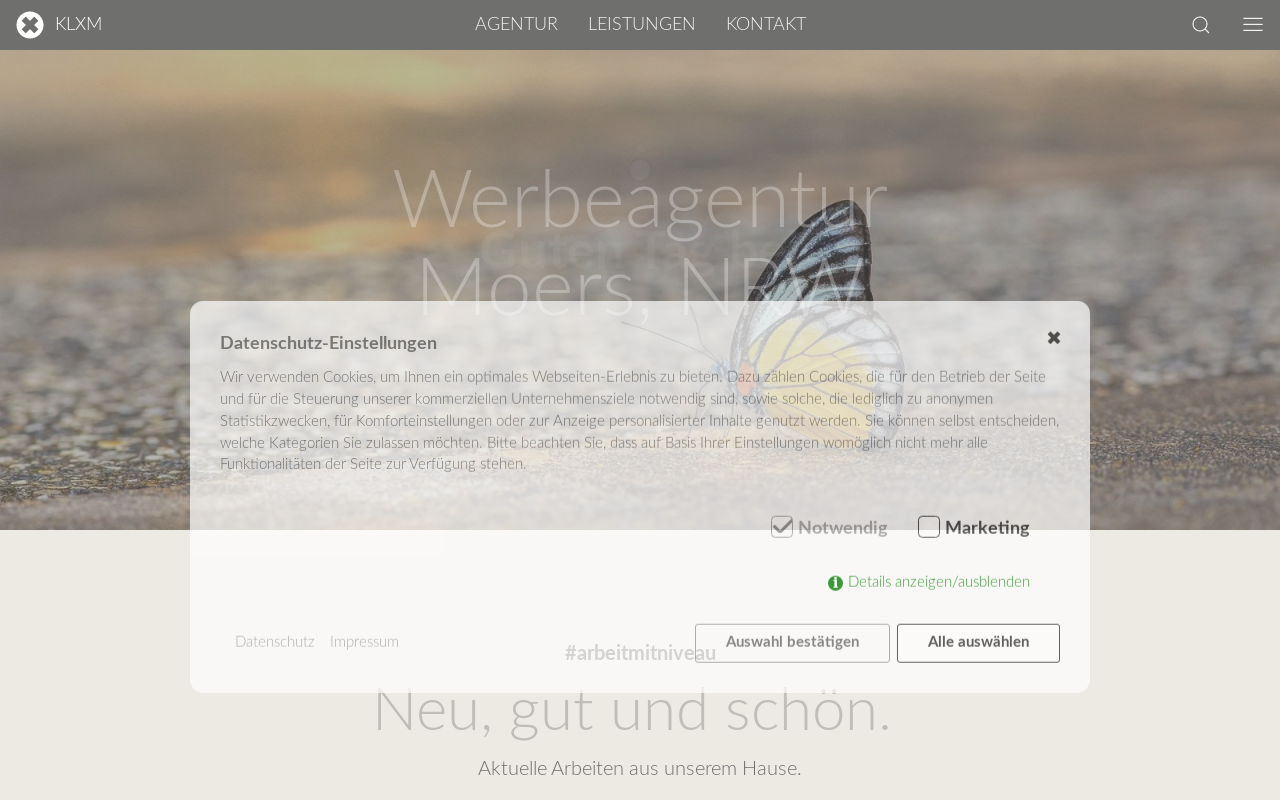 KLXM
AGENTUR LEISTUNGEN KONTAKT
Werbeagentur
Moers, NRW
Datenschutz-Einstellungen
Wir verwenden Cookies, um Ihnen ein optimales Webseiten-Erlebnis zu bieten. Dazu zählen Cookies, die für den Betrieb der Seite
und für die Steuerung unserer kommerziellen Unternehmensziele notwendig sind, sowie solche, die lediglich zu anonymen
Statistikzwecken, für Komforteinstellungen oder zur Anzeige personalisierter Inhalte genutzt werden. Sie können selbst entscheiden,
welche Kategorien Sie zulassen möchten. Bitte beachten Sie, dass auf Basis Ihrer Einstellungen womöglich nicht mehr alle
Funktionalitäten der Seite zur Verfügung stehen.
Notwendig Marketing
Details anzeigen/ausblenden
Datenschutz Impressum Auswahl bestätigen Alle auswählen
#arbeitmitniveau
Neu, gut und schön.
Aktuelle Arbeiten aus unserem Hause.